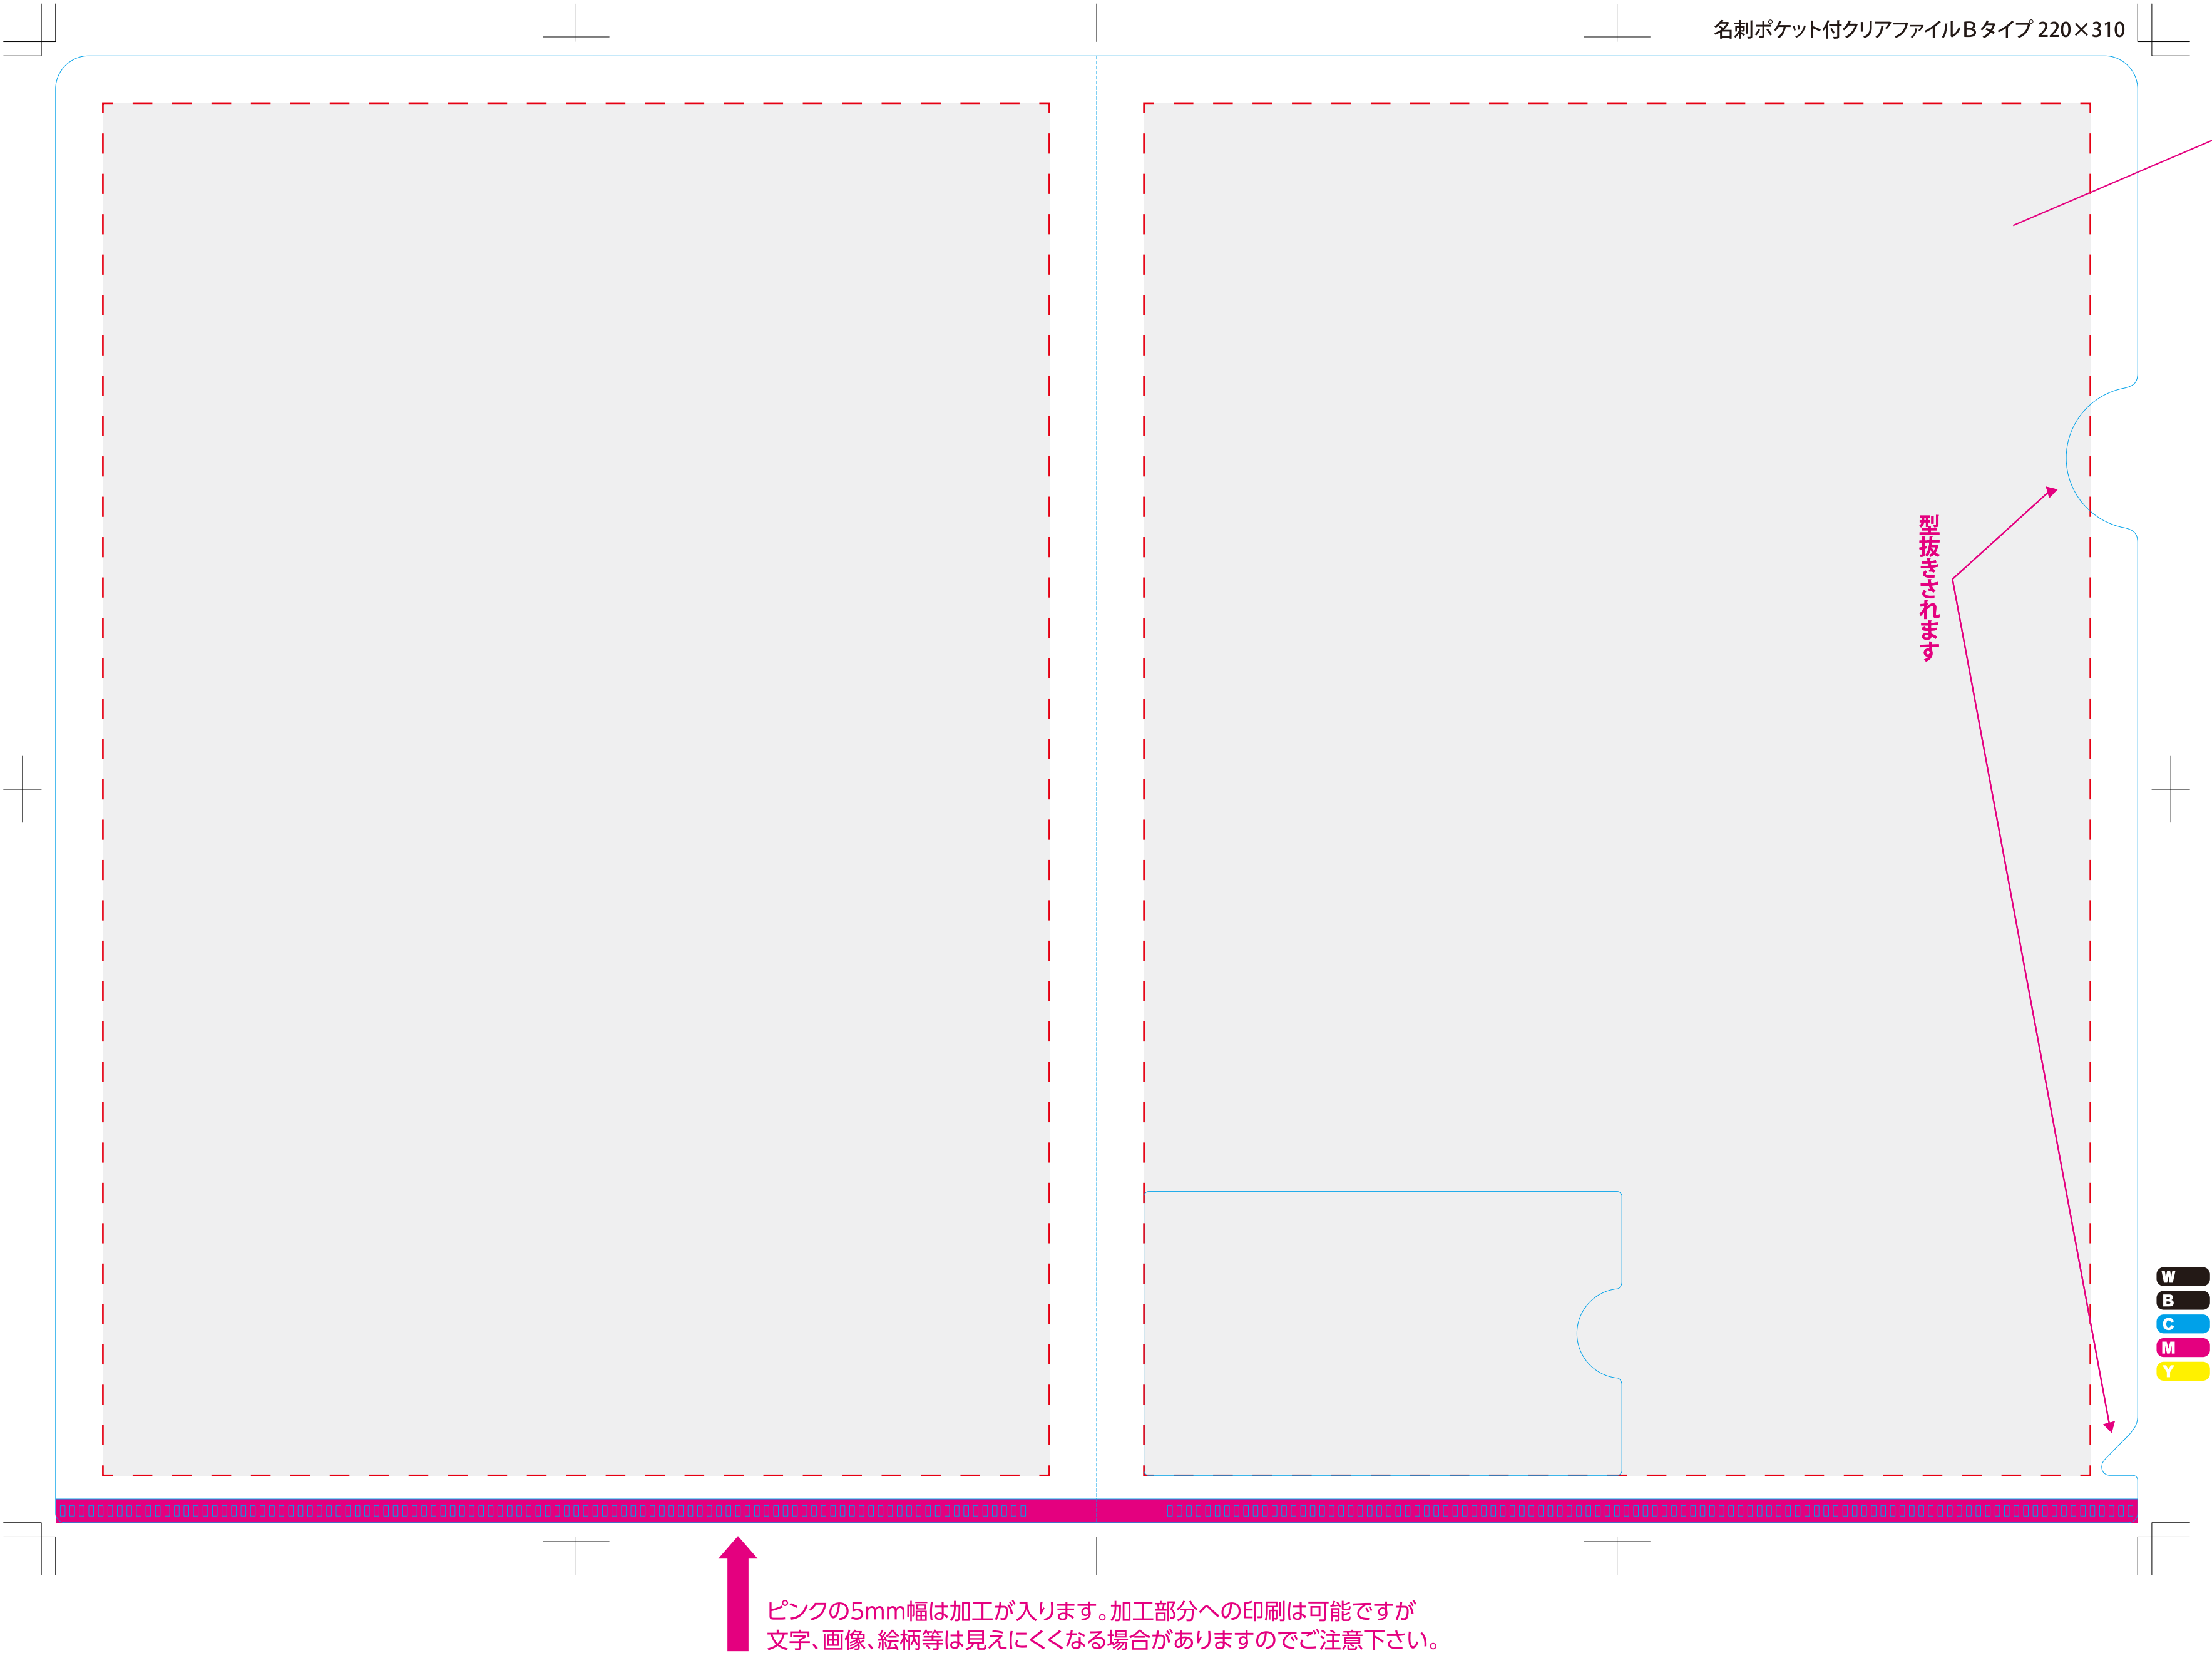 名刺ポケット付クリアファイルBタイプ 220×310
型抜きされます
W
B
C
M
Y
ピンクの5mm幅は加工が入ります。加工部分への印刷は可能ですが
文字、画像、絵柄等は見えにくくなる場合がありますのでご注意下さい。